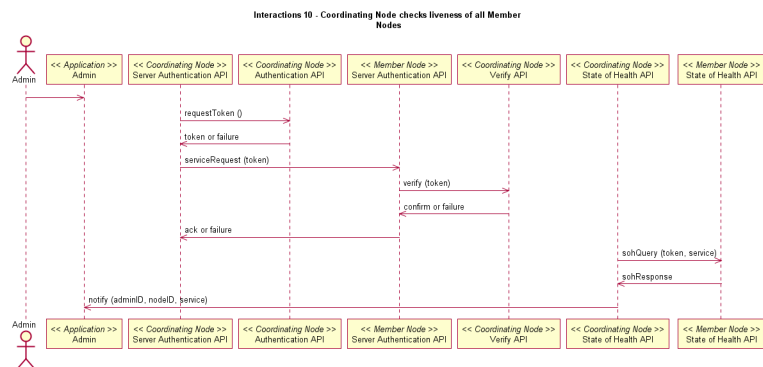 Interactions 10 - Coordinating Node checks liveness of all Member
Nodes
Admin
<< Application >>
Admin
<< Coordinating Node >>
Server Authentication API
<< Coordinating Node >>
Authentication API
<< Member Node >>
Server Authentication API
<< Coordinating Node >>
Verify API
<< Coordinating Node >>
State of Health API
<< Member Node >>
State of Health API
requestToken ()
token or failure
serviceRequest (token)
verify (token)
confirm or failure
ack or failure
sohQuery (token, service)
sohResponse
notify (adminID, nodeID, service)
Admin
<< Application >>
Admin
<< Coordinating Node >>
Server Authentication API
<< Coordinating Node >>
Authentication API
<< Member Node >>
Server Authentication API
<< Coordinating Node >>
Verify API
<< Coordinating Node >>
State of Health API
<< Member Node >>
State of Health API